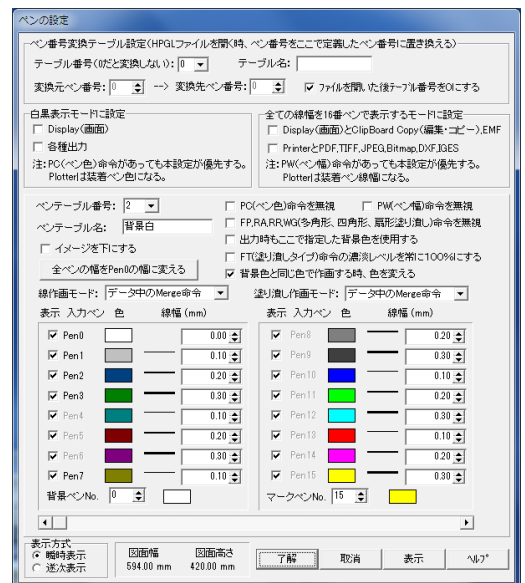 ペンの設定
ペン番号変換テーブル設定(HPGLファイルを開く時、ペン番号をここで定義したペン番号に置き換える)
テーブル番号(0だと変換しない): 0 テーブル名:
変換元ペン番号: 0 --> 変換先ペン番号: 0 ファイルを開いた後テーブル番号を0にする
白黒表示モードに設定
Display(画面)
各種出力
注:PC(ペン色)命令があっても本設定が優先する。
Plotterは装着ペン色になる。
全ての線幅を16番ペンで表示するモードに設定
Display(画面)とClipBoard Copy(編集・コピー),EMF
PrinterとPDF,TIFF,JPEG,Bitmap,DXF,IGES
注:PW(ペン幅)命令があっても本設定が優先する。
Plotterは装着ペン線幅になる。
ペンテーブル番号: 2
ペンテーブル名: 背景白
イメージを下にする
全ペンの幅をPen0の幅に変える
PC(ペン色)命令を無視 PW(ペン幅)命令を無視
FP,RA,RR,WG(多角形、四角形、扇形塗り潰し)命令を無視
出力時もここで指定した背景色を使用する
FT(塗り潰しタイプ)命令の濃淡レベルを常に100%にする
背景色と同じ色で作画する時、色を変える
線作画モード: データ中のMerge命令 塗り潰し作画モード: データ中のMerge命令
表示 入力ペン 色 線幅(mm)
Pen0 0.00
Pen1 0.10
Pen2 0.20
Pen3 0.30
Pen4 0.10
Pen5 0.20
Pen6 0.30
Pen7 0.10
背景ペンNo. 0
表示 入力ペン 色 線幅(mm)
Pen8 0.20
Pen9 0.30
Pen10 0.10
Pen11 0.20
Pen12 0.30
Pen13 0.10
Pen14 0.20
Pen15 0.30
マークペンNo. 15
表示方式
瞬時表示
逐次表示
図面幅 図面高さ
594.00 mm 420.00 mm
了解 取消 表示 ヘルプ